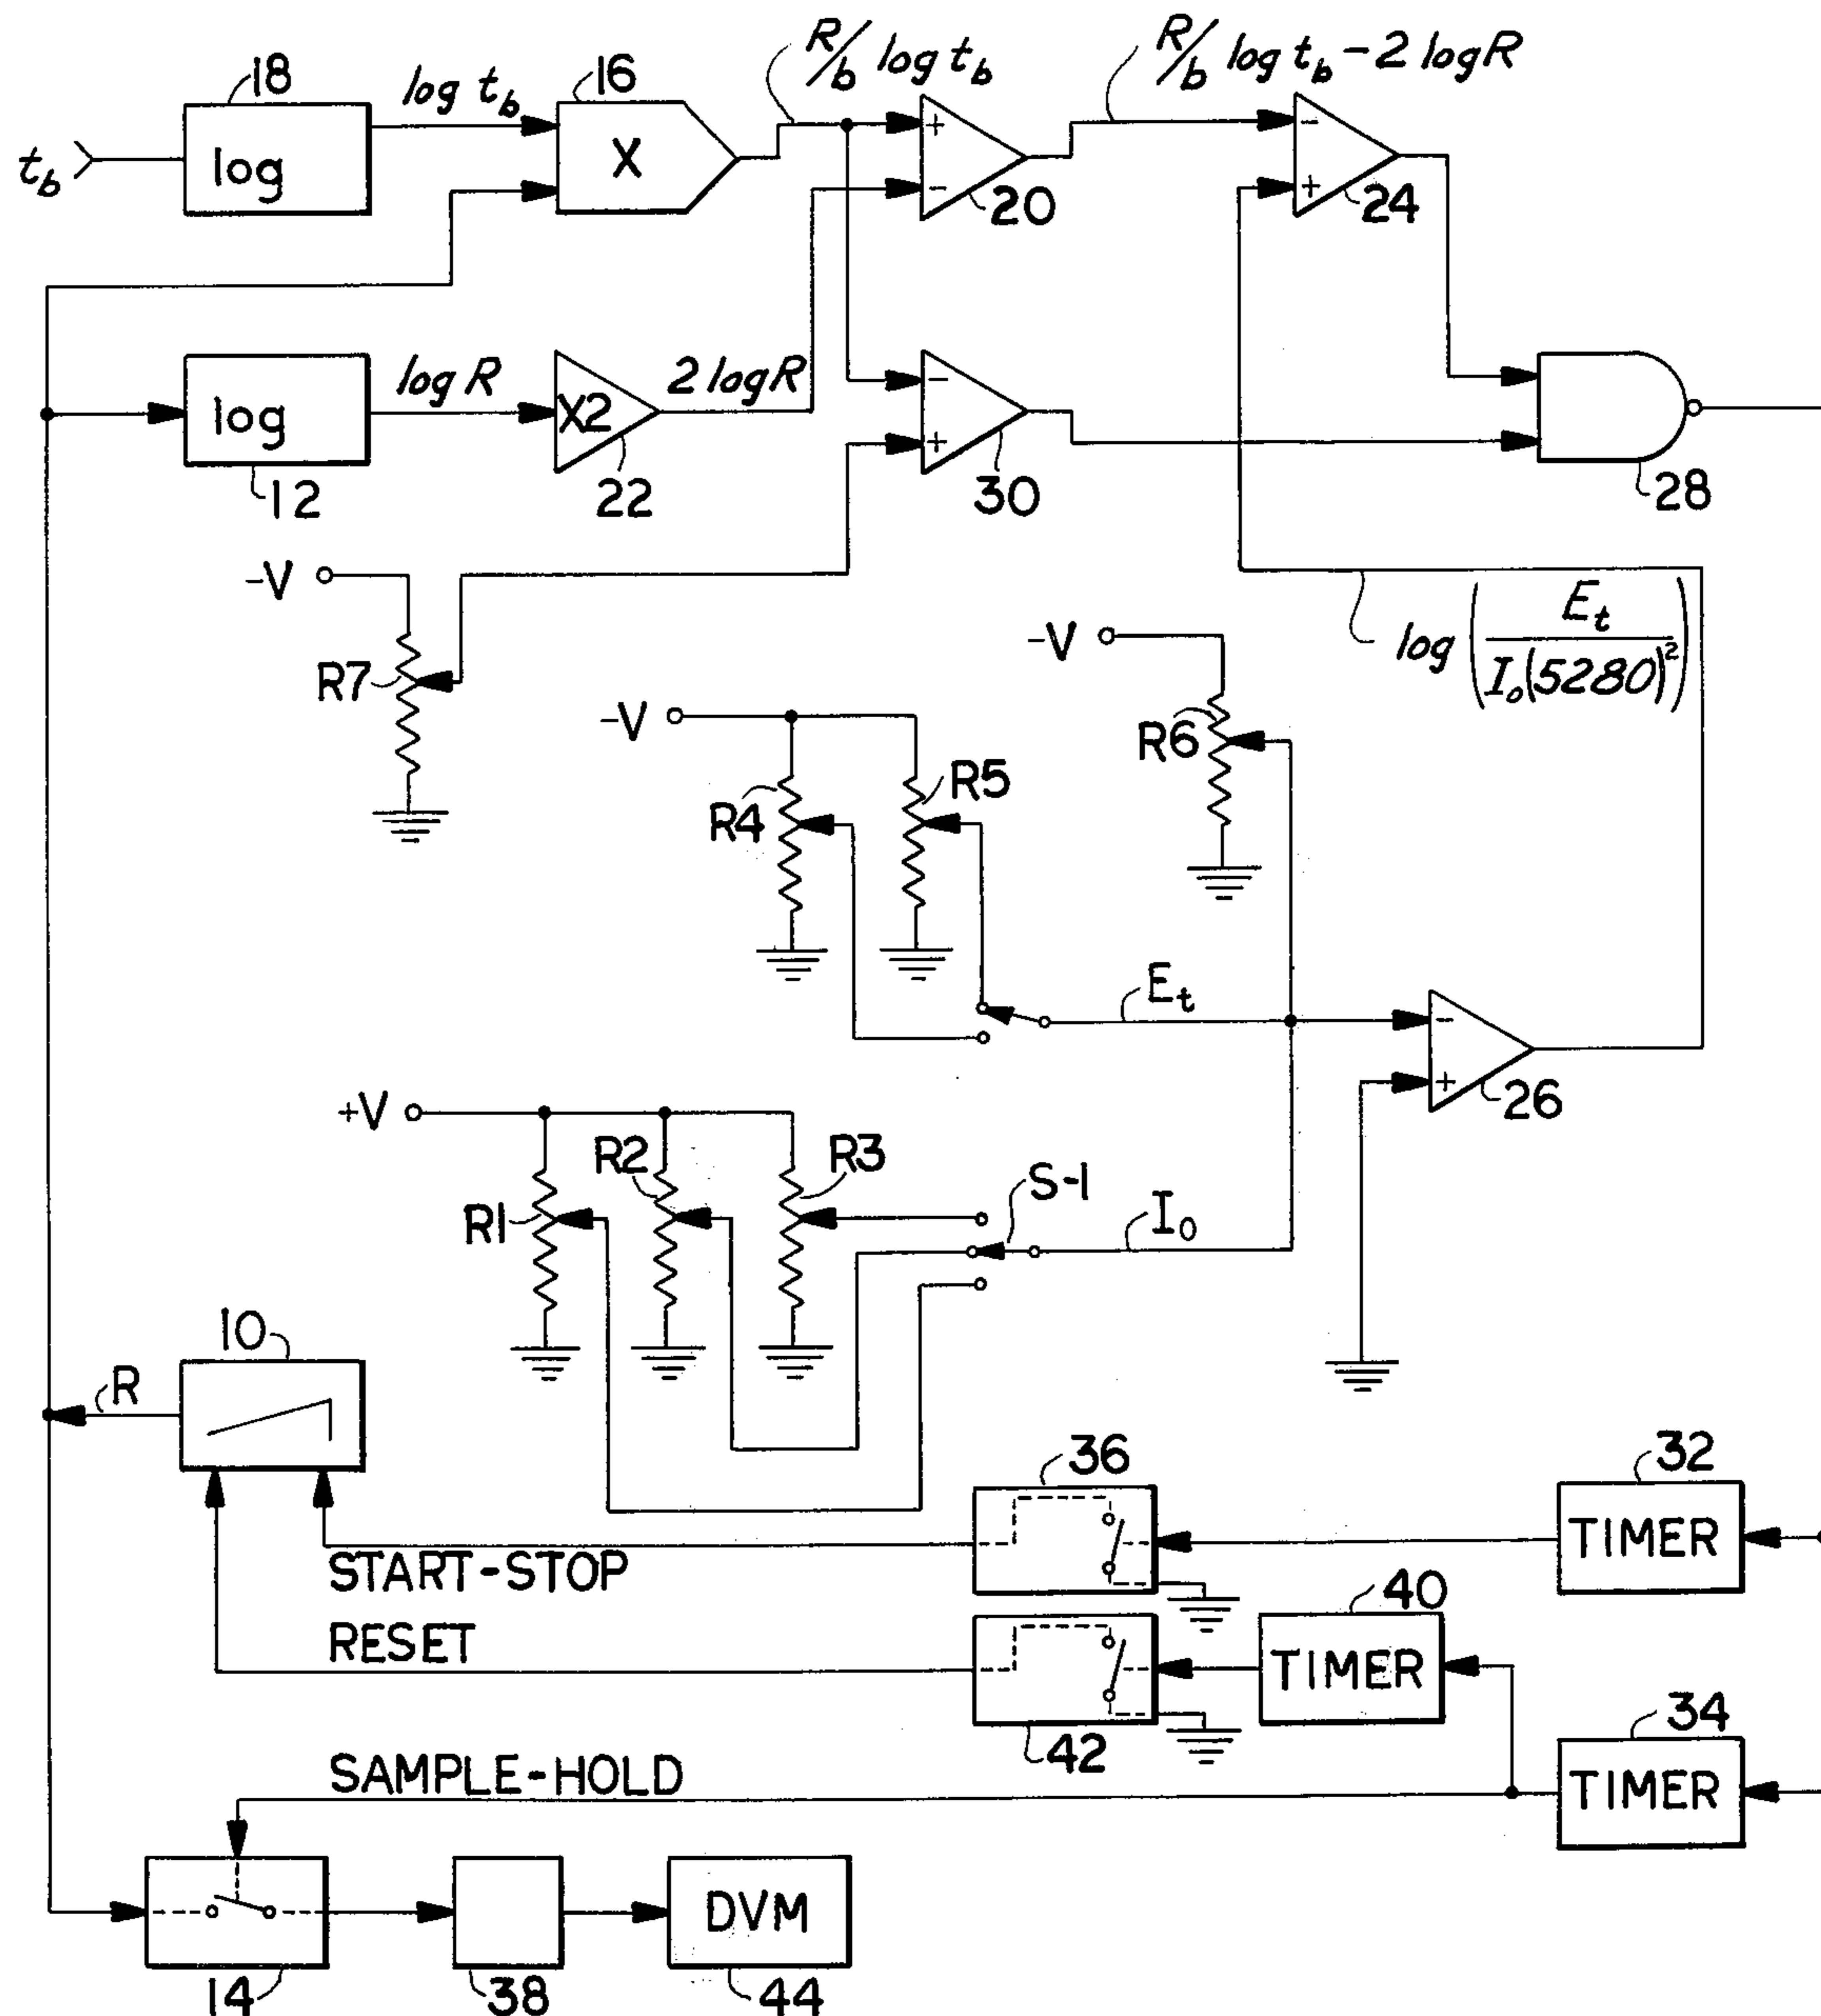 R/b log t_b
R/b log t_b - 2 log R
18
log t_b
16
t_b
log
X
+
-
20
-
+
24
log R
2 log R
log
12
X2
22
-
+
30
28
-V
R7
-V
log (E_t / I_o(5280)²)
R6
-V
R4
R5
E_t
-
+
26
+V
R1
R2
R3
S-1
I_o
10
R
36
32
TIMER
START-STOP
40
RESET
TIMER
42
34
TIMER
SAMPLE-HOLD
DVM
14
38
44